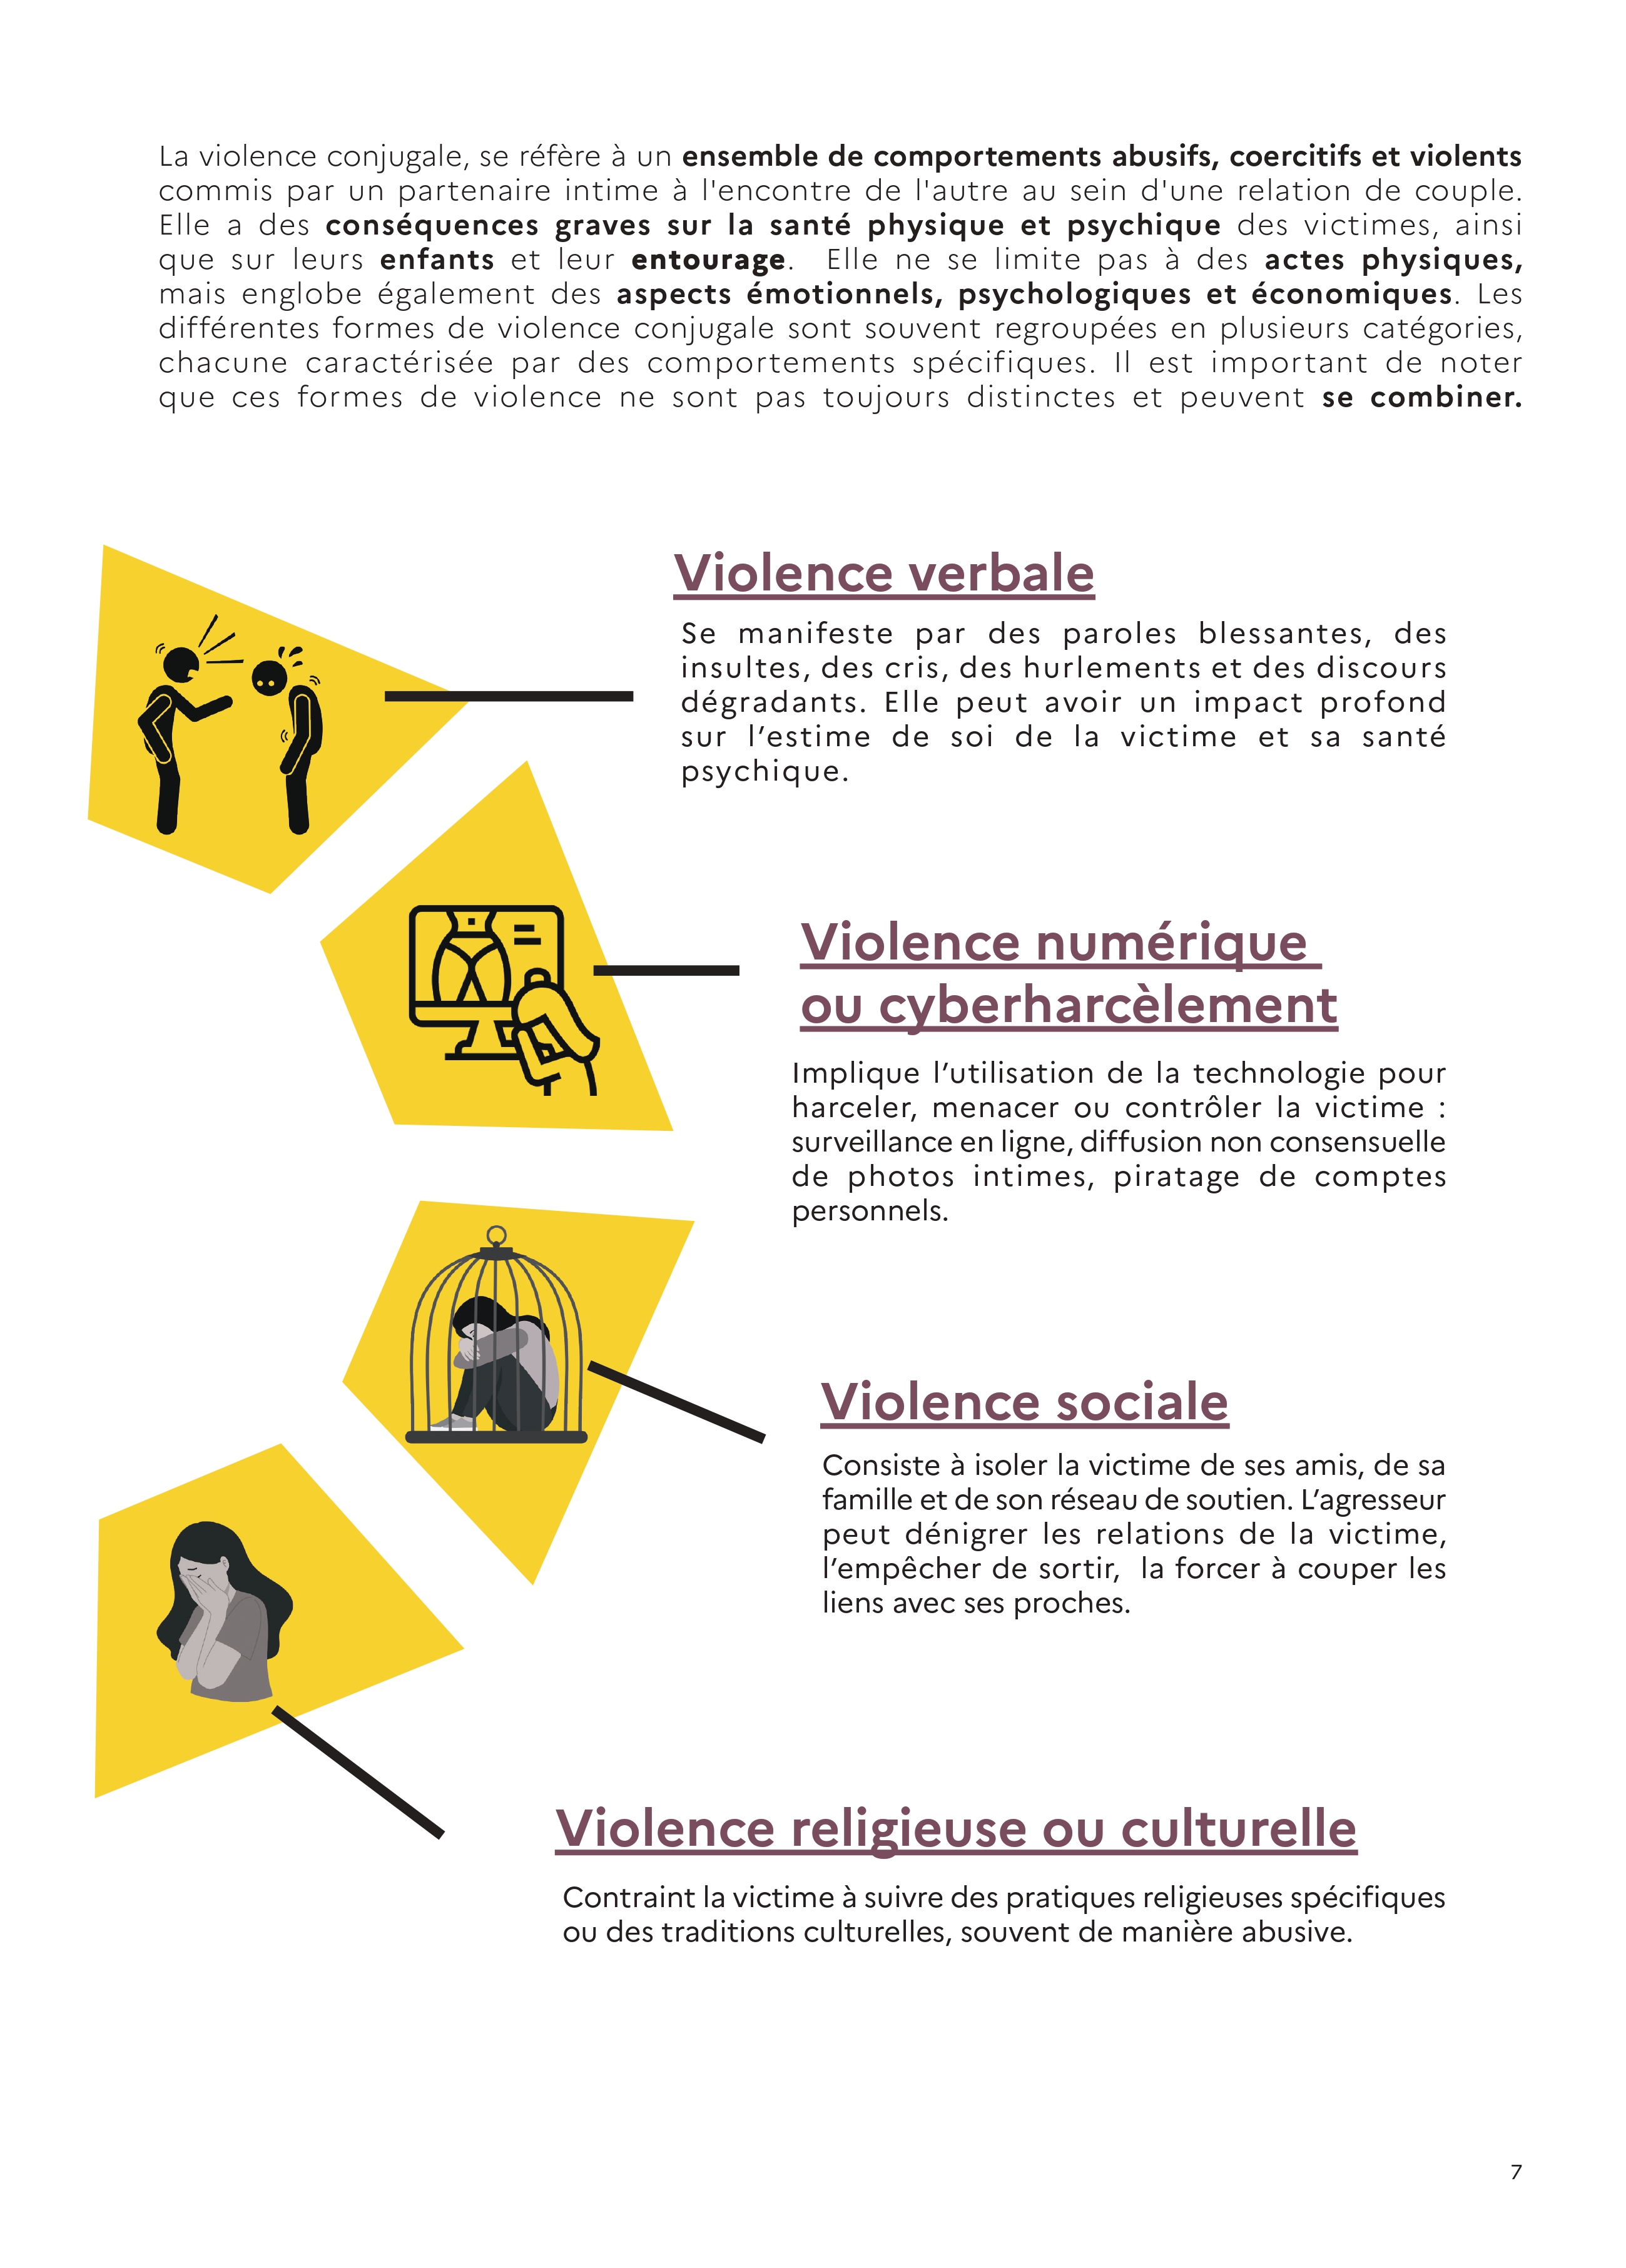 La violence conjugale, se réfère à un ensemble de comportements abusifs, coercitifs et violents
commis par un partenaire intime à l'encontre de l'autre au sein d'une relation de couple.
Elle a des conséquences graves sur la santé physique et psychique des victimes, ainsi
que sur leurs enfants et leur entourage. Elle ne se limite pas à des actes physiques,
mais englobe également des aspects émotionnels, psychologiques et économiques. Les
différentes formes de violence conjugale sont souvent regroupées en plusieurs catégories,
chacune caractérisée par des comportements spécifiques. Il est important de noter
que ces formes de violence ne sont pas toujours distinctes et peuvent se combiner.
Violence verbale
Se manifeste par des paroles blessantes, des
insultes, des cris, des hurlements et des discours
dégradants. Elle peut avoir un impact profond
sur l’estime de soi de la victime et sa santé
psychique.
Violence numérique
ou cyberharcèlement
Implique l’utilisation de la technologie pour
harceler, menacer ou contrôler la victime :
surveillance en ligne, diffusion non consensuelle
de photos intimes, piratage de comptes
personnels.
Violence sociale
Consiste à isoler la victime de ses amis, de sa
famille et de son réseau de soutien. L’agresseur
peut dénigrer les relations de la victime,
l’empêcher de sortir, la forcer à couper les
liens avec ses proches.
Violence religieuse ou culturelle
Contraint la victime à suivre des pratiques religieuses spécifiques
ou des traditions culturelles, souvent de manière abusive.
7